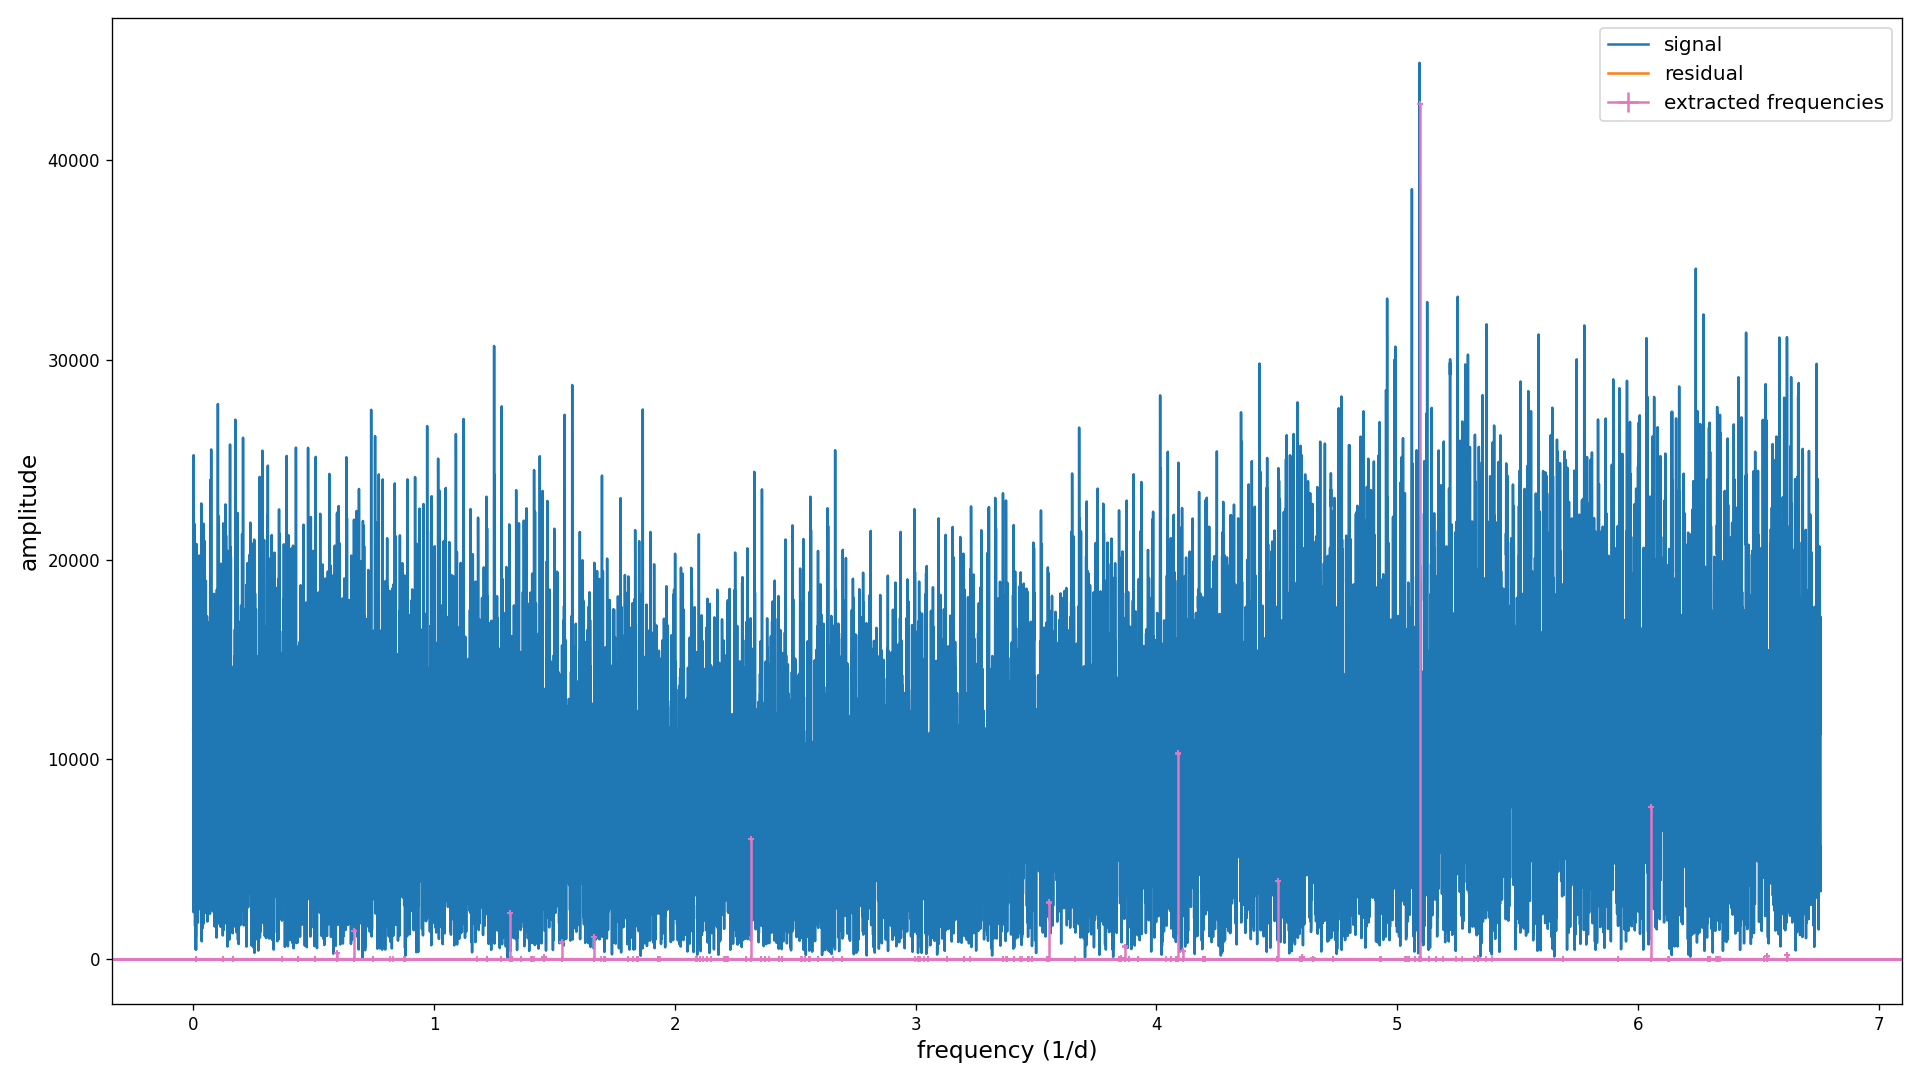 signal
residual
extracted frequencies
amplitude
40000
30000
20000
10000
0
0 1 2 3 4 5 6 7
frequency (1/d)